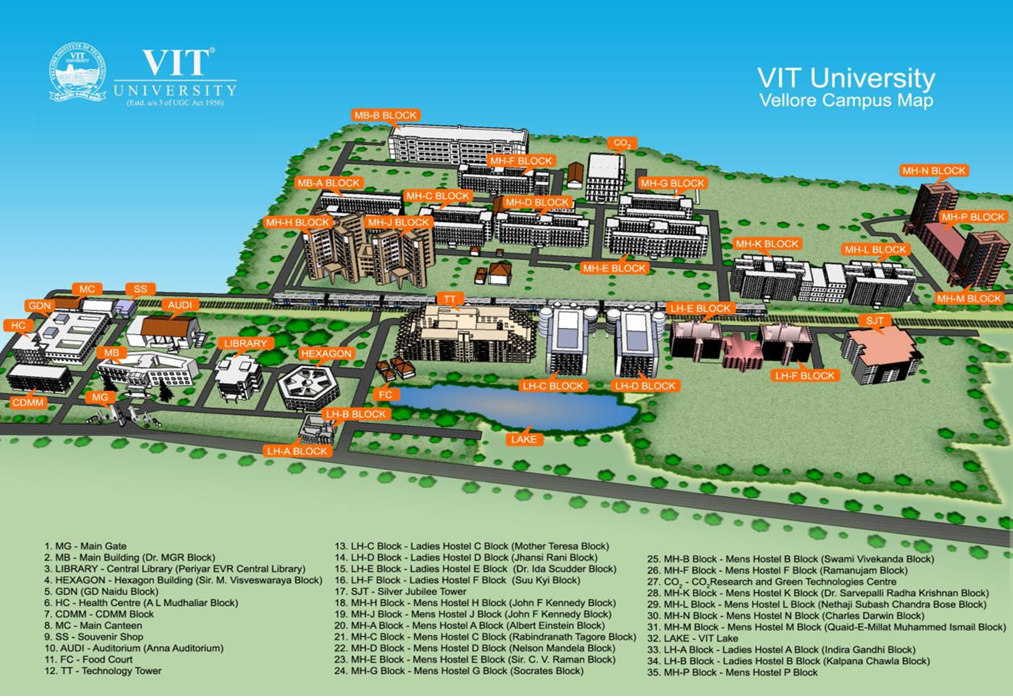 VIT®
UNIVERSITY
(Estd. u/s 3 of UGC Act 1956)
VIT
UNIVERSITY
VIT University
Vellore Campus Map
MB-B BLOCK
CO2
MH-F BLOCK
MH-N BLOCK
MB-A BLOCK
MH-G BLOCK
MH-C BLOCK
MH-D BLOCK
MH-P BLOCK
MH-H BLOCK
MH-J BLOCK
MH-K BLOCK
MH-L BLOCK
MH-E BLOCK
MC
SS
MH-M BLOCK
GDN
AUDI
TT
LH-E BLOCK
HC
SJT
LIBRARY
MB
HEXAGON
LH-F BLOCK
LH-C BLOCK
LH-D BLOCK
FC
MG
CDMM
LH-B BLOCK
LAKE
LH-A BLOCK
1. MG - Main Gate
2. MB - Main Building (Dr. MGR Block)
3. LIBRARY - Central Library (Periyar EVR Central Library)
4. HEXAGON - Hexagon Building (Sir. M. Visveswaraya Block)
5. GDN (GD Naidu Block)
6. HC - Health Centre (A L Mudhaliar Block)
7. CDMM - CDMM Block
8. MC - Main Canteen
9. SS - Souvenir Shop
10. AUDI - Auditorium (Anna Auditorium)
11. FC - Food Court
12. TT - Technology Tower
13. LH-C Block - Ladies Hostel C Block (Mother Teresa Block)
14. LH-D Block - Ladies Hostel D Block (Jhansi Rani Block)
15. LH-E Block - Ladies Hostel E Block (Dr. Ida Scudder Block)
16. LH-F Block - Ladies Hostel F Block (Suu Kyi Block)
17. SJT - Silver Jubilee Tower
18. MH-H Block - Mens Hostel H Block (John F Kennedy Block)
19. MH-J Block - Mens Hostel J Block (John F Kennedy Block)
20. MH-A Block - Mens Hostel A Block (Albert Einstein Block)
21. MH-C Block - Mens Hostel C Block (Rabindranath Tagore Block)
22. MH-D Block - Mens Hostel D Block (Nelson Mandela Block)
23. MH-E Block - Mens Hostel E Block (Sir. C. V. Raman Block)
24. MH-G Block - Mens Hostel G Block (Socrates Block)
25. MH-B Block - Mens Hostel B Block (Swami Vivekanda Block)
26. MH-F Block - Mens Hostel F Block (Ramanujam Block)
27. CO2 - CO2 Research and Green Technologies Centre
28. MH-K Block - Mens Hostel K Block (Dr. Sarvepalli Radha Krishnan Block)
29. MH-L Block - Mens Hostel L Block (Nethaji Subash Chandra Bose Block)
30. MH-N Block - Mens Hostel N Block (Charles Darwin Block)
31. MH-M Block - Mens Hostel M Block (Quaid-E-Millat Muhammed Ismail Block)
32. LAKE - VIT Lake
33. LH-A Block - Ladies Hostel A Block (Indira Gandhi Block)
34. LH-B Block - Ladies Hostel B Block (Kalpana Chawla Block)
35. MH-P Block - Mens Hostel P Block